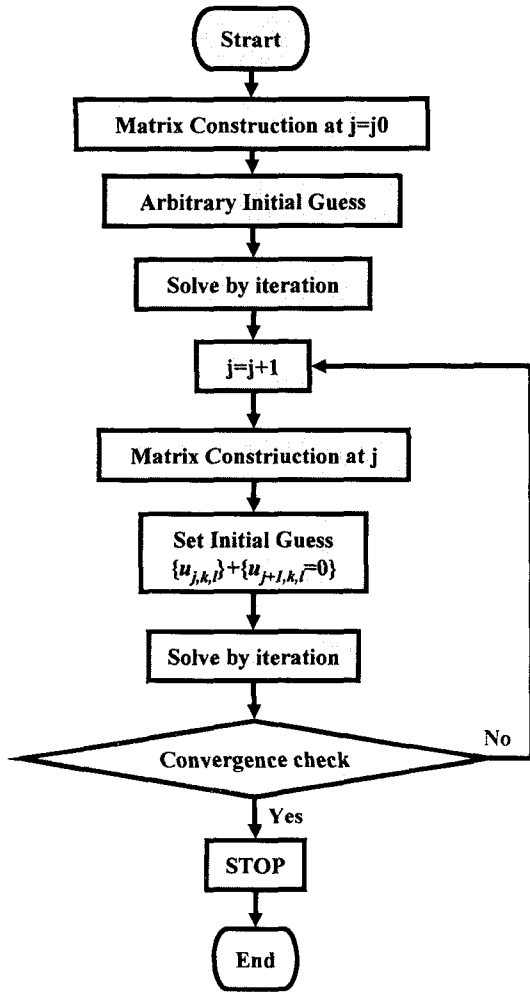 Strart
Matrix Construction at j=j0
Arbitrary Initial Guess
Solve by iteration
j=j+1
Matrix Constriuction at j
Set Initial Guess
{u_{j,k,l}}+{u_{j+1,k,l}=0}
Solve by iteration
Convergence check
No
Yes
STOP
End